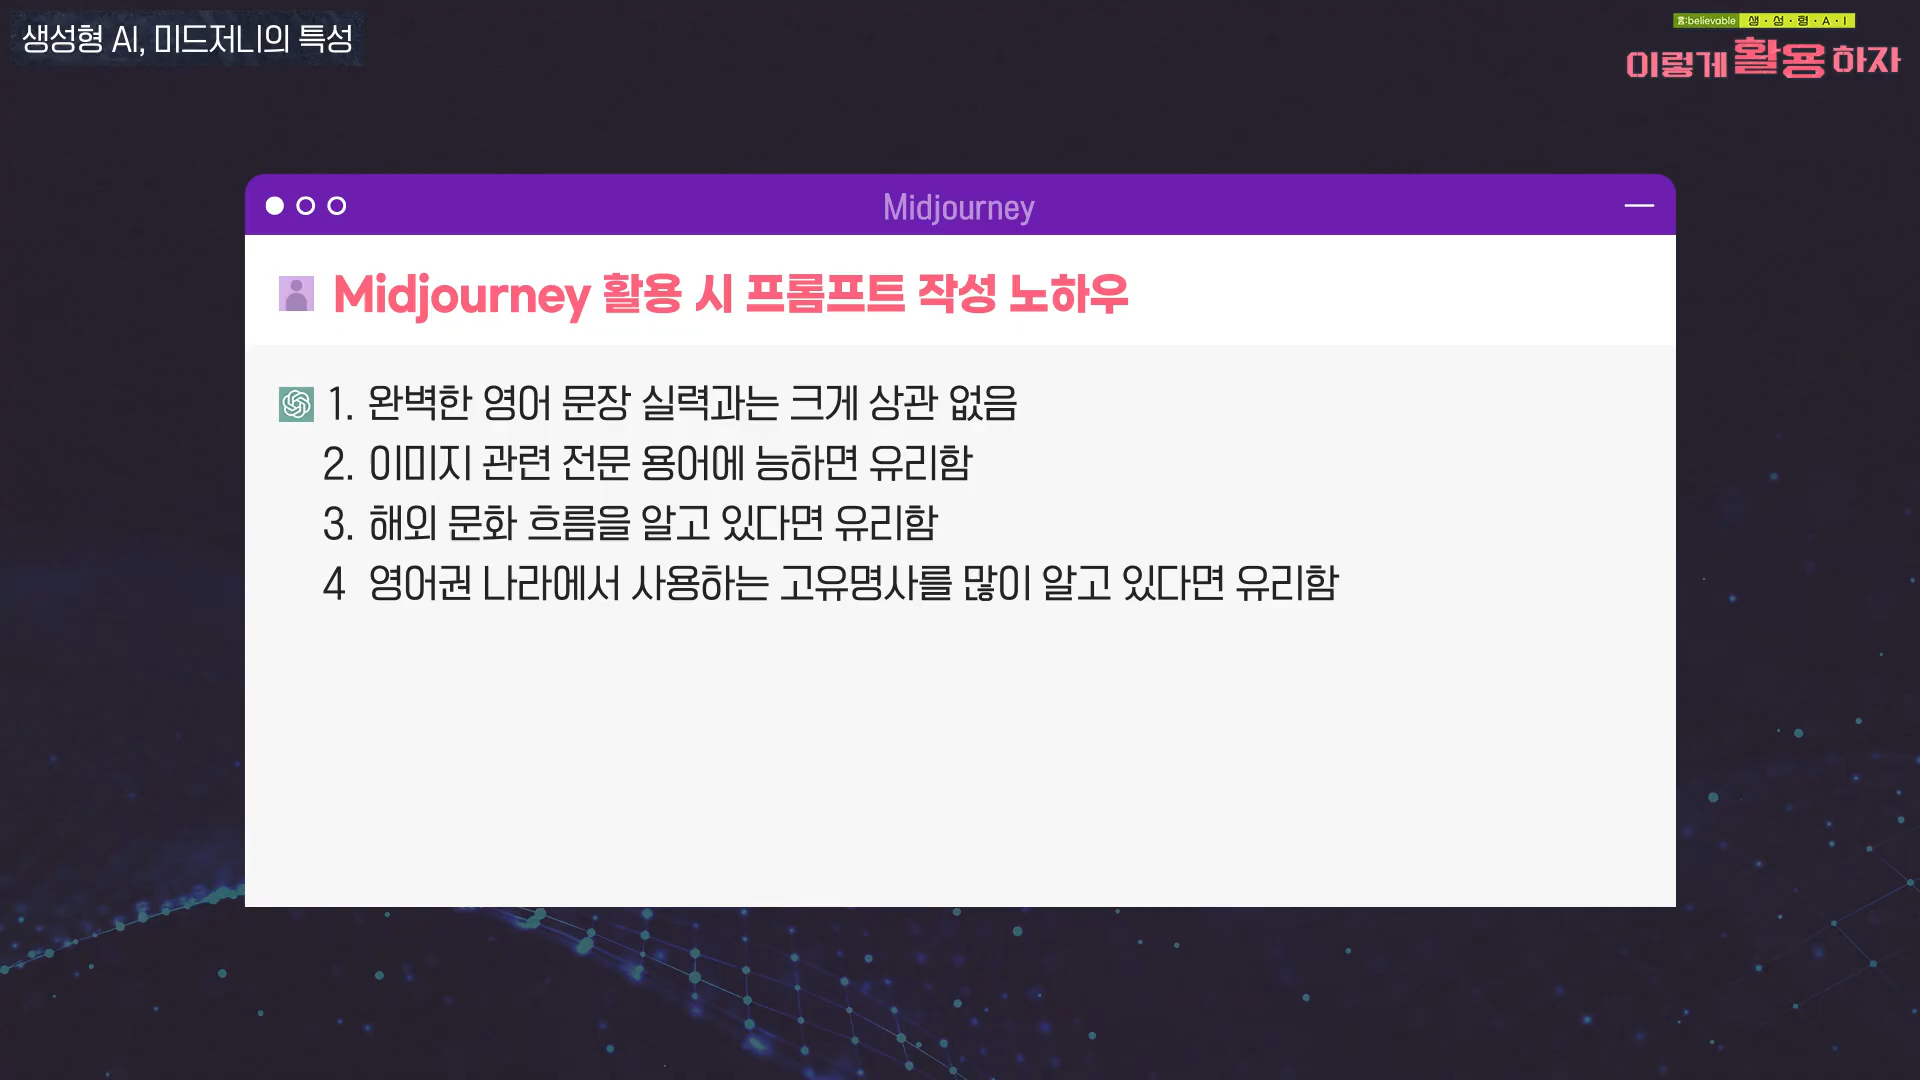 생성형 AI, 미드저니의 특성
believable 생·성·형·A·I
이렇게 활용하자
Midjourney
Midjourney 활용 시 프롬프트 작성 노하우
1. 완벽한 영어 문장 실력과는 크게 상관 없음
2. 이미지 관련 전문 용어에 능하면 유리함
3. 해외 문화 흐름을 알고 있다면 유리함
4 영어권 나라에서 사용하는 고유명사를 많이 알고 있다면 유리함